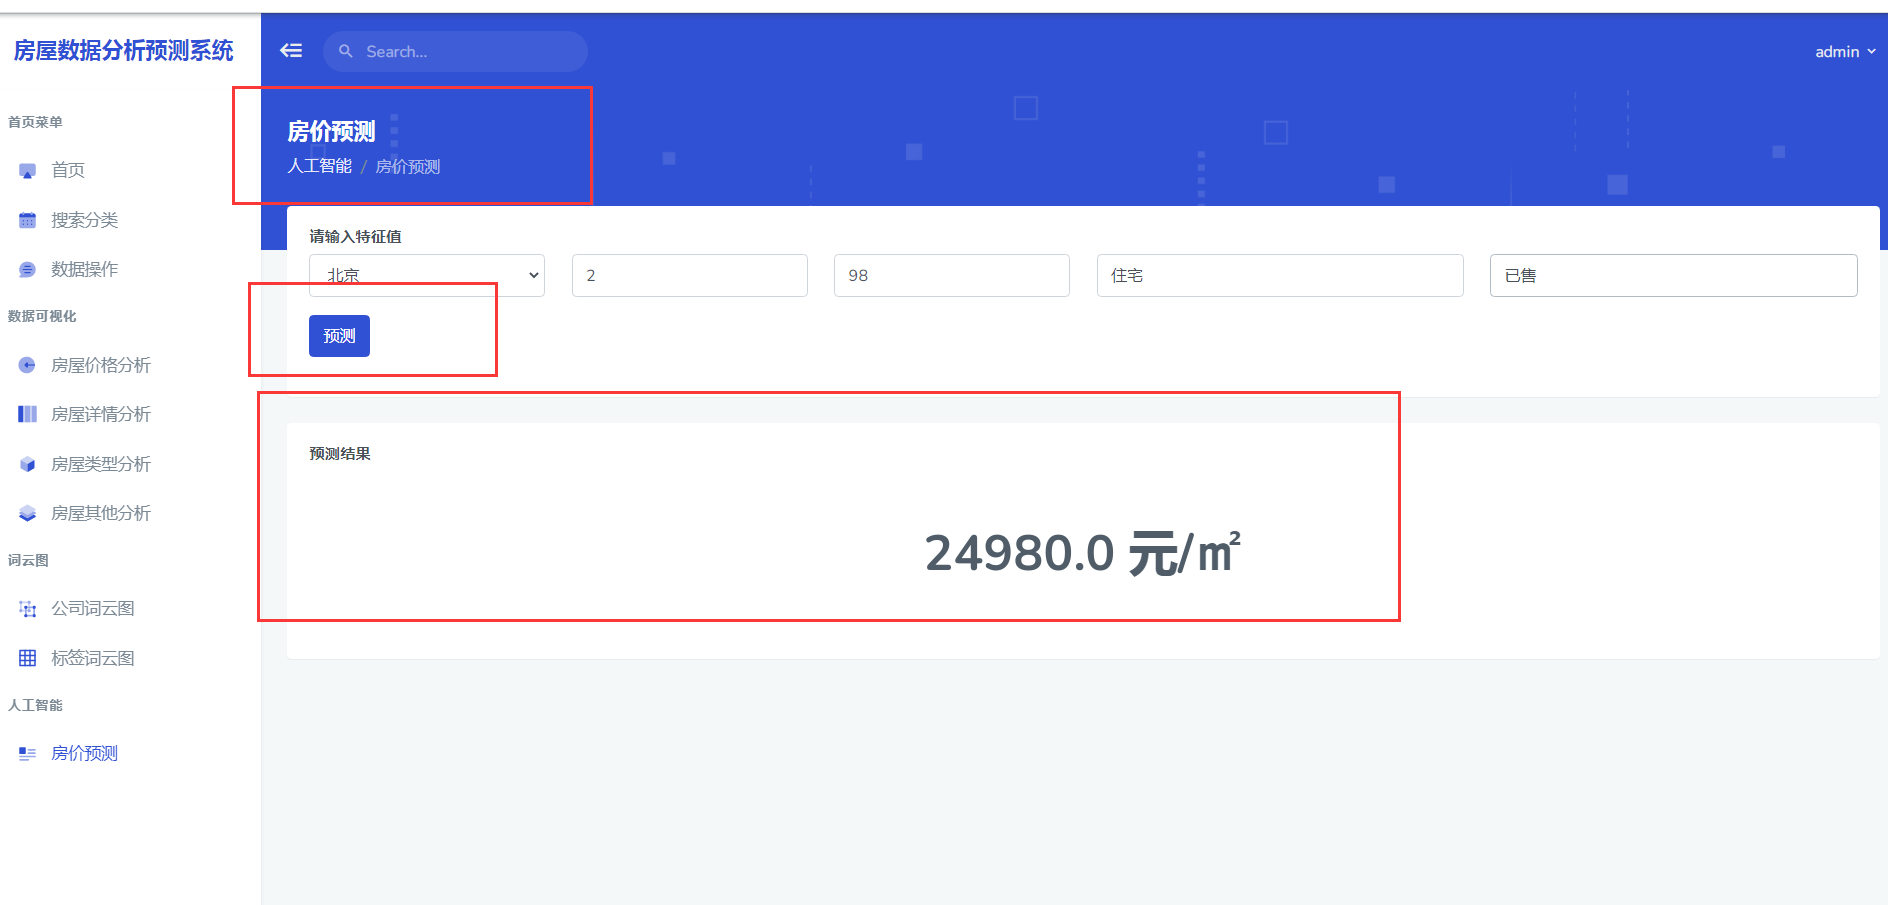 房屋数据分析预测系统
Search...
admin
首页菜单
首页
搜索分类
数据操作
数据可视化
房屋价格分析
房屋详情分析
房屋类型分析
房屋其他分析
词云图
公司词云图
标签词云图
人工智能
房价预测
房价预测
人工智能 / 房价预测
请输入特征值
北京 2 98 住宅 已售
预测
预测结果
24980.0 元/㎡